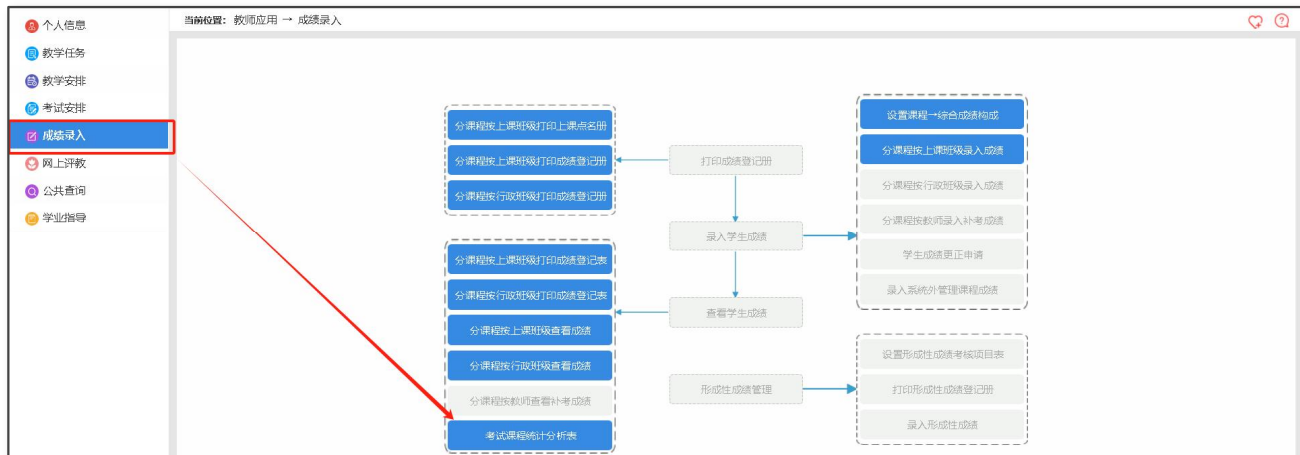 个人信息
教学任务
教学安排
考试安排
成绩录入
网上评教
公共查询
学业指导
当前位置：教师应用 → 成绩录入
分课程按上课班级打印上课点名册
分课程按上课班级打印成绩登记册
分课程按行政班级打印成绩登记册
分课程按上课班级打印成绩登记表
分课程按行政班级打印成绩登记表
分课程按上课班级查看成绩
分课程按行政班级查看成绩
分课程按教师查看补考成绩
考试课程统计分析表
打印成绩登记册
录入学生成绩
查看学生成绩
形成性成绩管理
设置课程→综合成绩构成
分课程按上课班级录入成绩
分课程按行政班级录入成绩
分课程按教师录入补考成绩
学生成绩更正申请
录入系统外管理课程成绩
设置形成性成绩考核项目表
打印形成性成绩登记册
录入形成性成绩